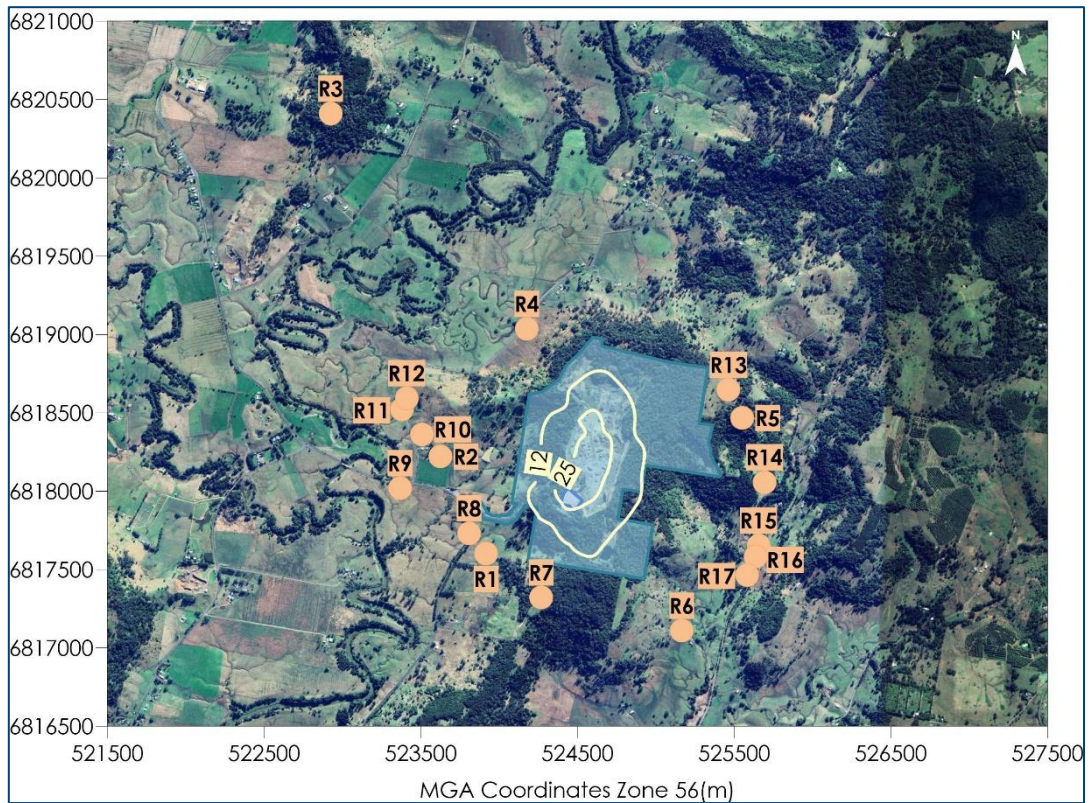 6821000
N
R3
6820500
6820000
6819500
R4
6819000
R13
R12
6818500
R11
R5
R10
R2
R14
R9
12
25
6818000
R8
R15
R16
R17
6817500
R1
R7
R6
6817000
6816500
521500 522500 523500 524500 525500 526500 527500
MGA Coordinates Zone 56(m)